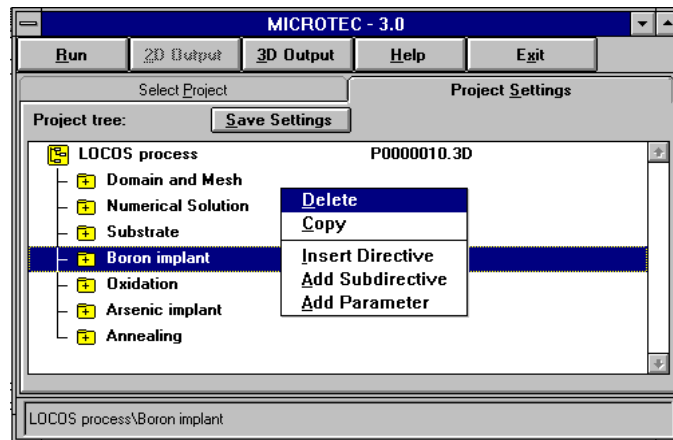 MICROTEC - 3.0
Run 2D Output 3D Output Help Exit
Select Project Project Settings
Project tree: Save Settings
LOCOS process P0000010.3D
Domain and Mesh
Numerical Solution
Substrate
Boron implant
Oxidation
Arsenic implant
Annealing
Delete
Copy
Insert Directive
Add Subdirective
Add Parameter
LOCOS process\Boron implant